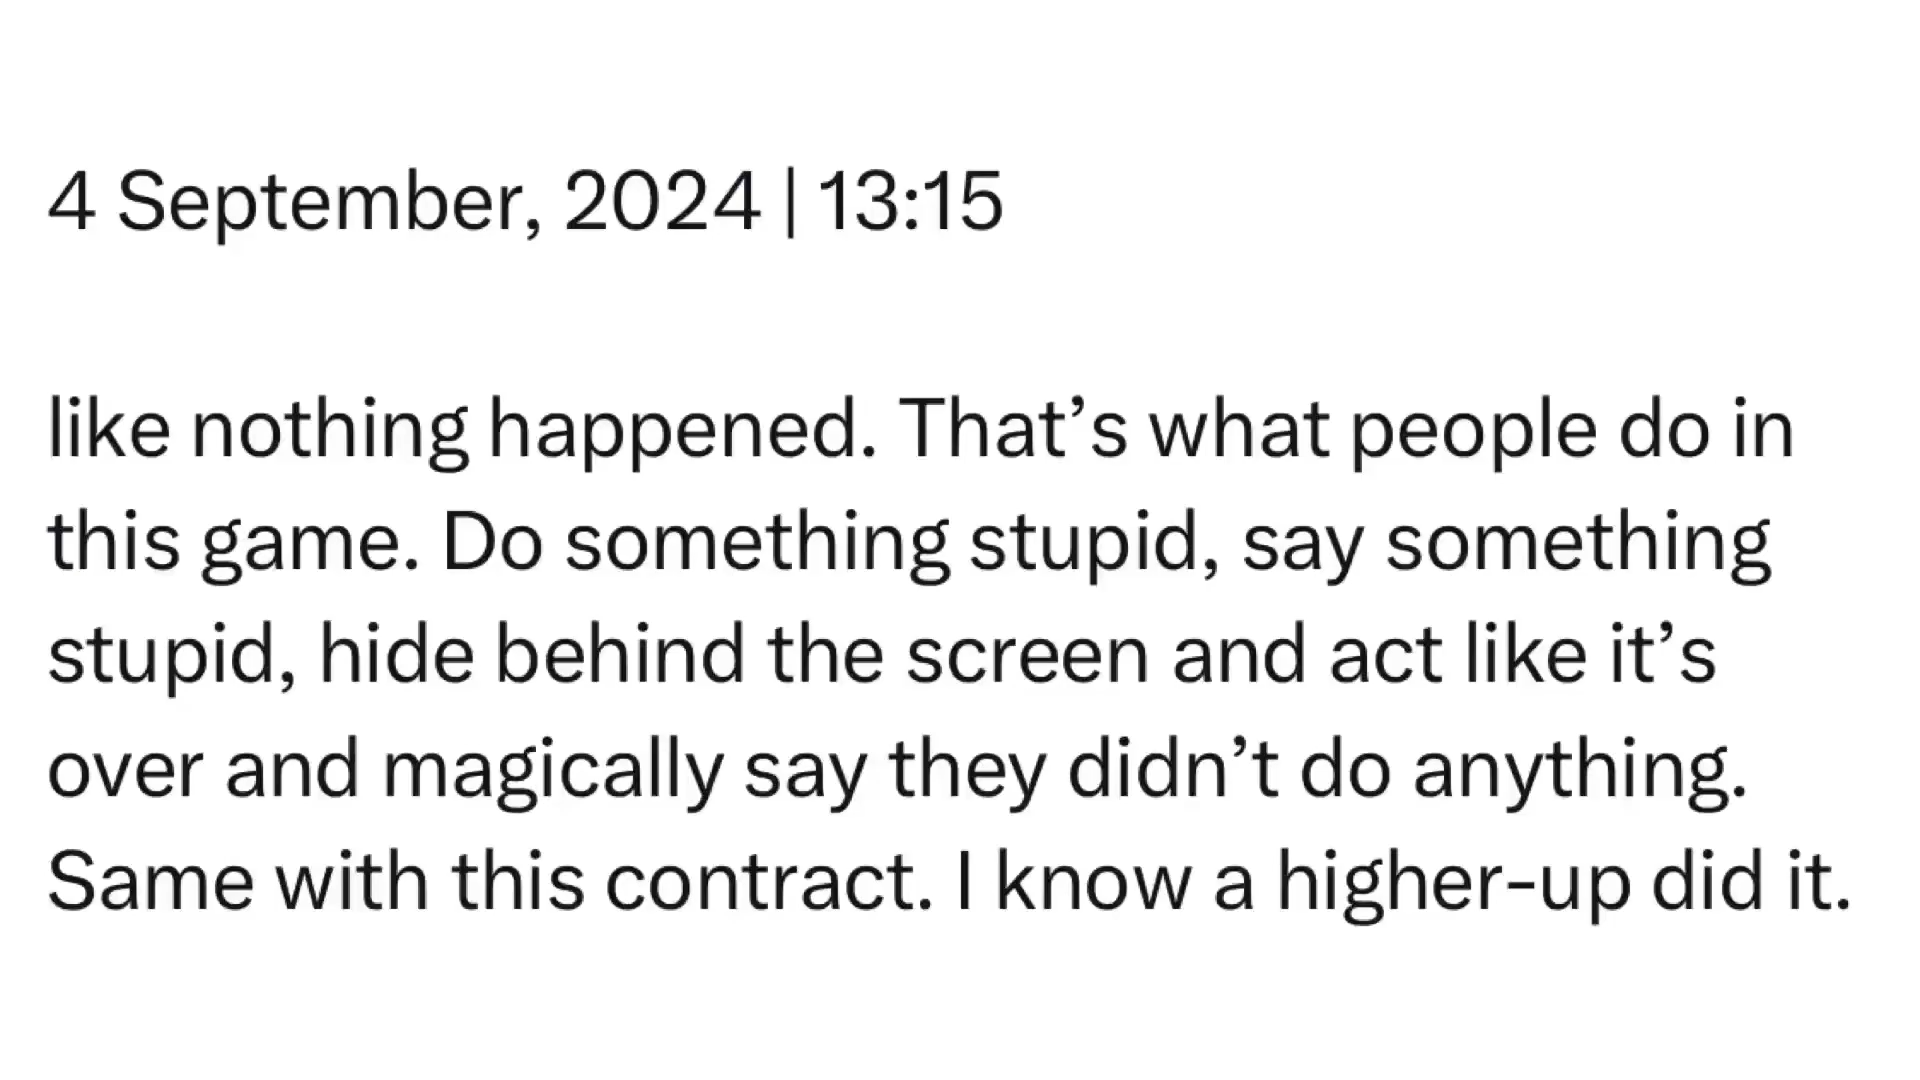 4 September, 2024 | 13:15
like nothing happened. That’s what people do in
this game. Do something stupid, say something
stupid, hide behind the screen and act like it’s
over and magically say they didn’t do anything.
Same with this contract. I know a higher-up did it.